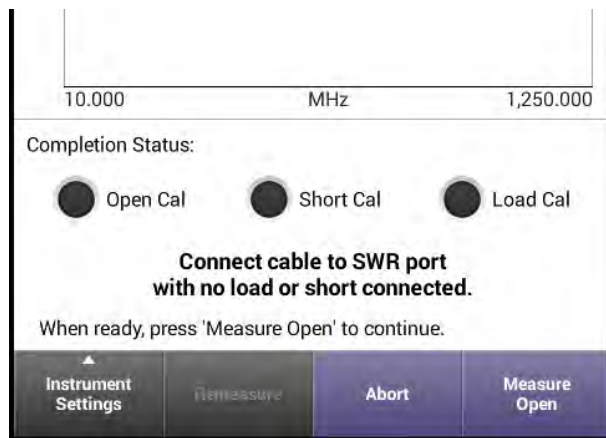 10.000 MHz 1,250.000
Completion Status:
Open Cal Short Cal Load Cal
Connect cable to SWR port
with no load or short connected.
When ready, press 'Measure Open' to continue.
Instrument
Settings
Remeasure
Abort
Measure
Open